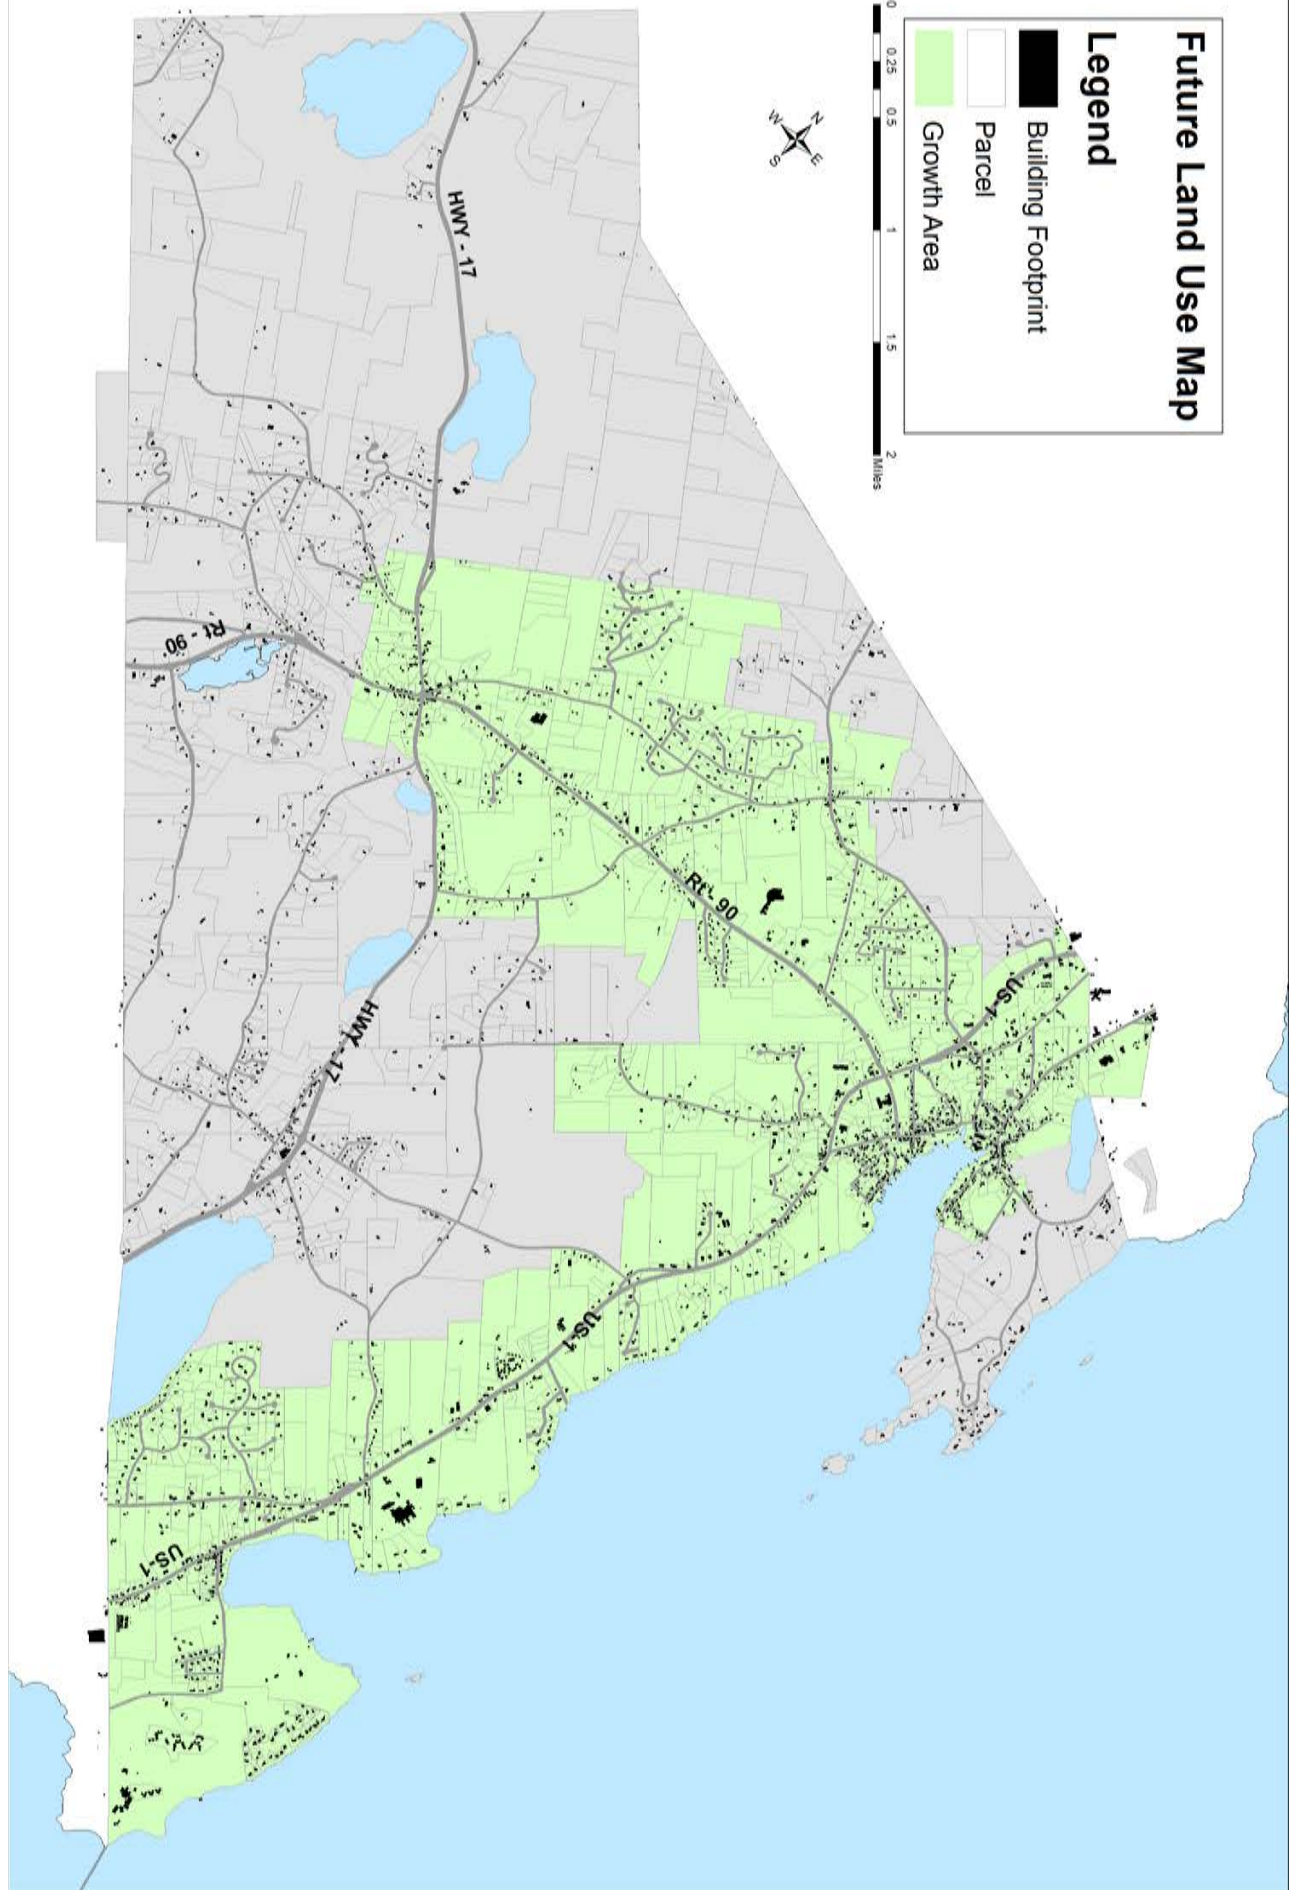 Future Land Use Map
Legend
Building Footprint
Parcel
Growth Area
0 0.25 0.5 1 1.5 2 Miles
N
W E
S
HWY - 17
Rt - 90
Rt - 90
US-1
HWY - 17
US-1
US-1